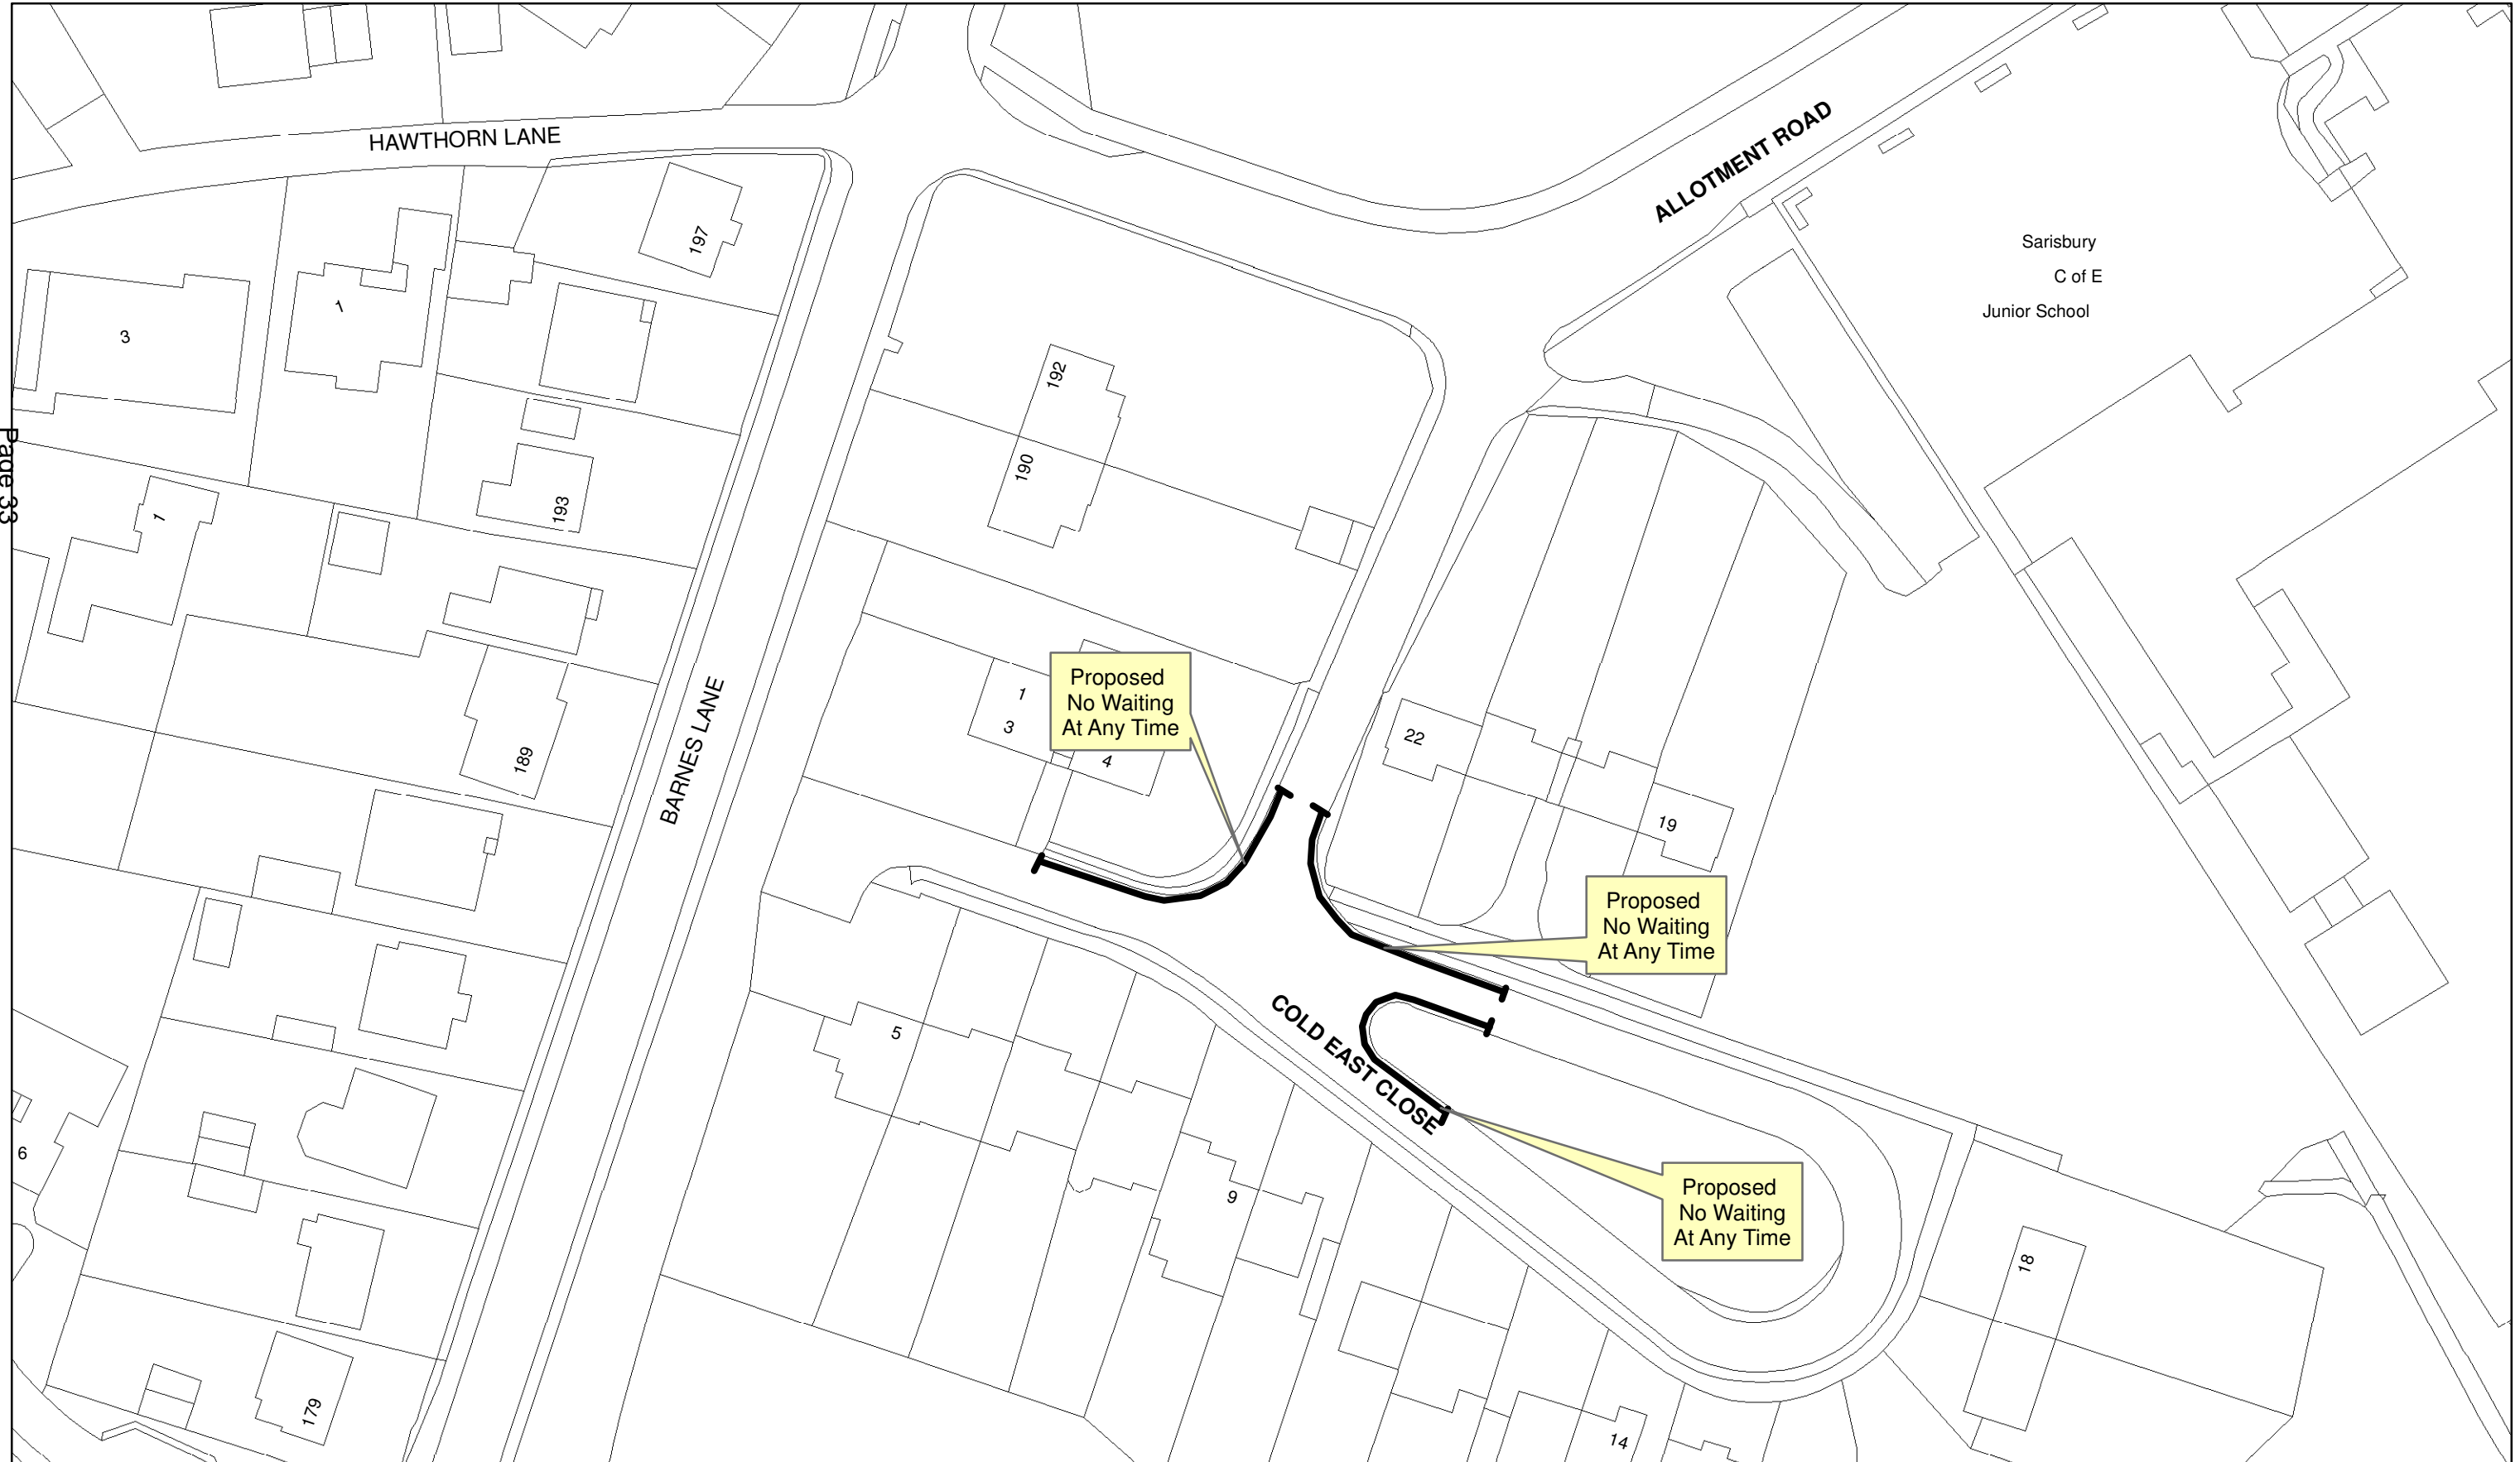 HAWTHORN LANE
ALLOTMENT ROAD
197
Sarisbury
C of E
Junior School
1
3
192
190
193
1
Page 33
Proposed
No Waiting
At Any Time
1
3
4
22
189
BARNES LANE
19
Proposed
No Waiting
At Any Time
5
COLD EAST CLOSE
6
9
Proposed
No Waiting
At Any Time
18
179
14